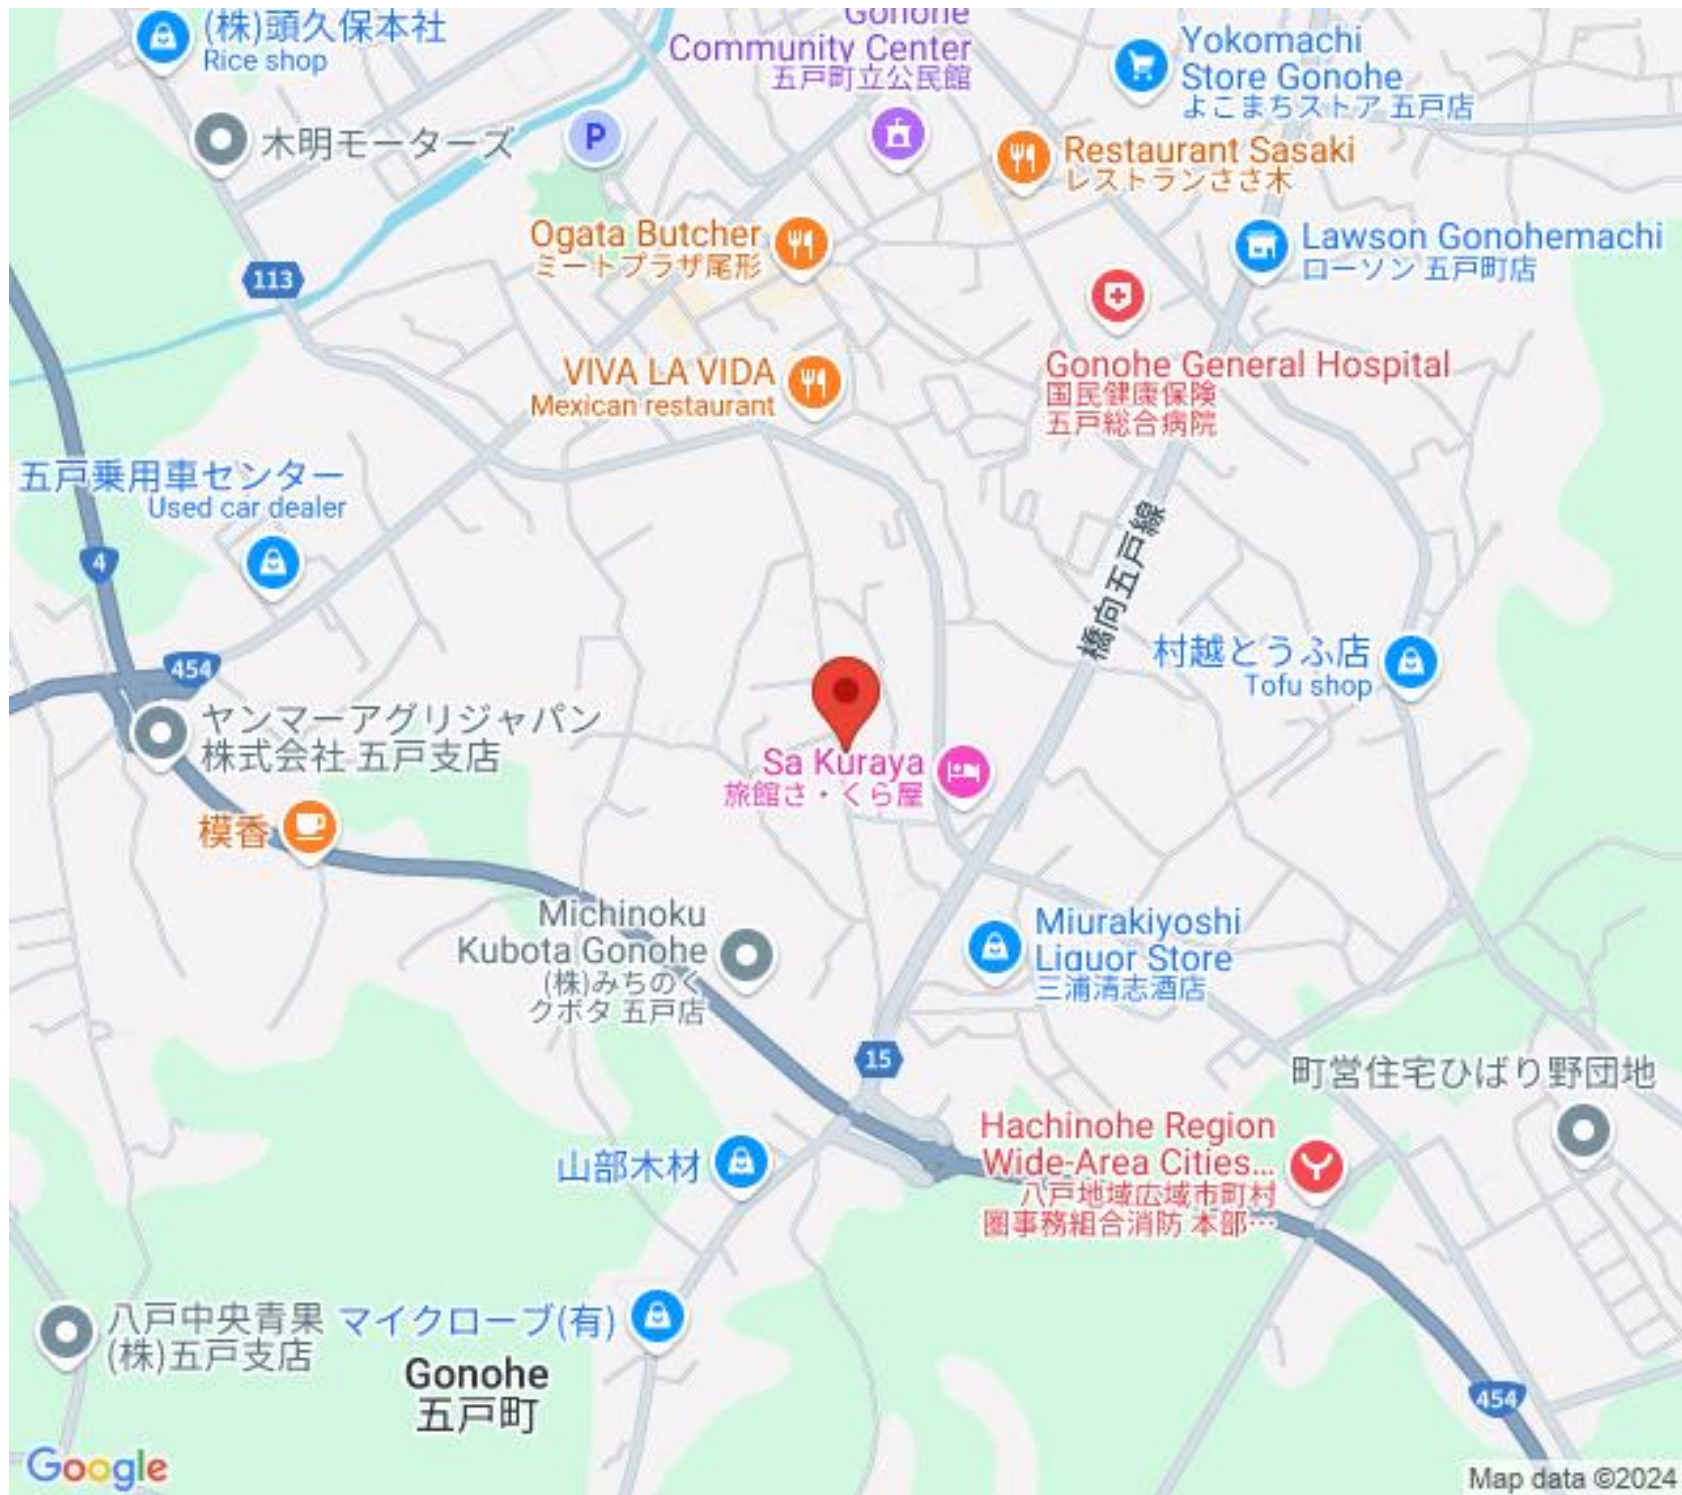 (株)頭久保本社
Rice shop
Gonohe
Community Center
五戸町立公民館
Yokomachi
Store Gonohe
よこまちストア 五戸店
木明モーターズ
P
Restaurant Sasaki
レストランささ木
Ogata Butcher
ミートプラザ尾形
Lawson Gonohemachi
ローソン 五戸町店
113
VIVA LA VIDA
Mexican restaurant
Gonohe General Hospital
国民健康保険
五戸総合病院
五戸乗用車センター
Used car dealer
4
橋向五戸線
454
村越とうふ店
Tofu shop
ヤンマーアグリジャパン
株式会社 五戸支店
Sa Kuraya
旅館さ・くら屋
模香
Michinoku
Kubota Gonohe
(株)みちのく
クボタ 五戸店
Miurakiyoshi
Liquor Store
三浦清志酒店
15
町営住宅ひばり野団地
Hachinohe Region
Wide-Area Cities...
八戸地域広域市町村
圏事務組合消防 本部…
山部木材
八戸中央青果
(株)五戸支店
マイクローブ(有)
Gonohe
五戸町
454
Google
Map data ©2024